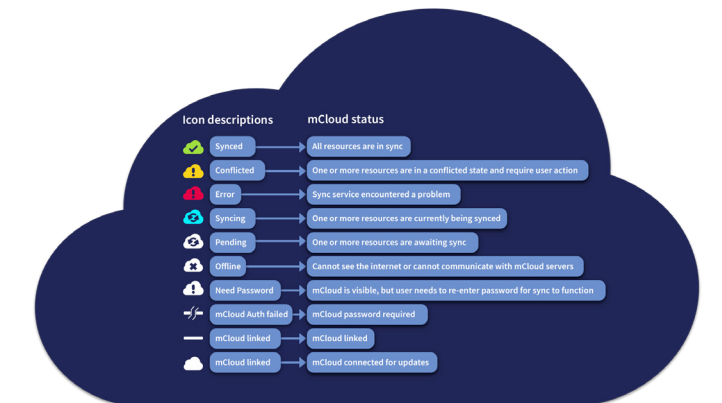 Icon descriptions mCloud status
Synced All resources are in sync
Conflicted One or more resources are in a conflicted state and require user action
Error Sync service encountered a problem
Syncing One or more resources are currently being synced
Pending One or more resources are awaiting sync
Offline Cannot see the internet or cannot communicate with mCloud servers
Need Password mCloud is visible, but user needs to re-enter password for sync to function
mCloud Auth failed mCloud password required
mCloud linked mCloud linked
mCloud linked mCloud connected for updates